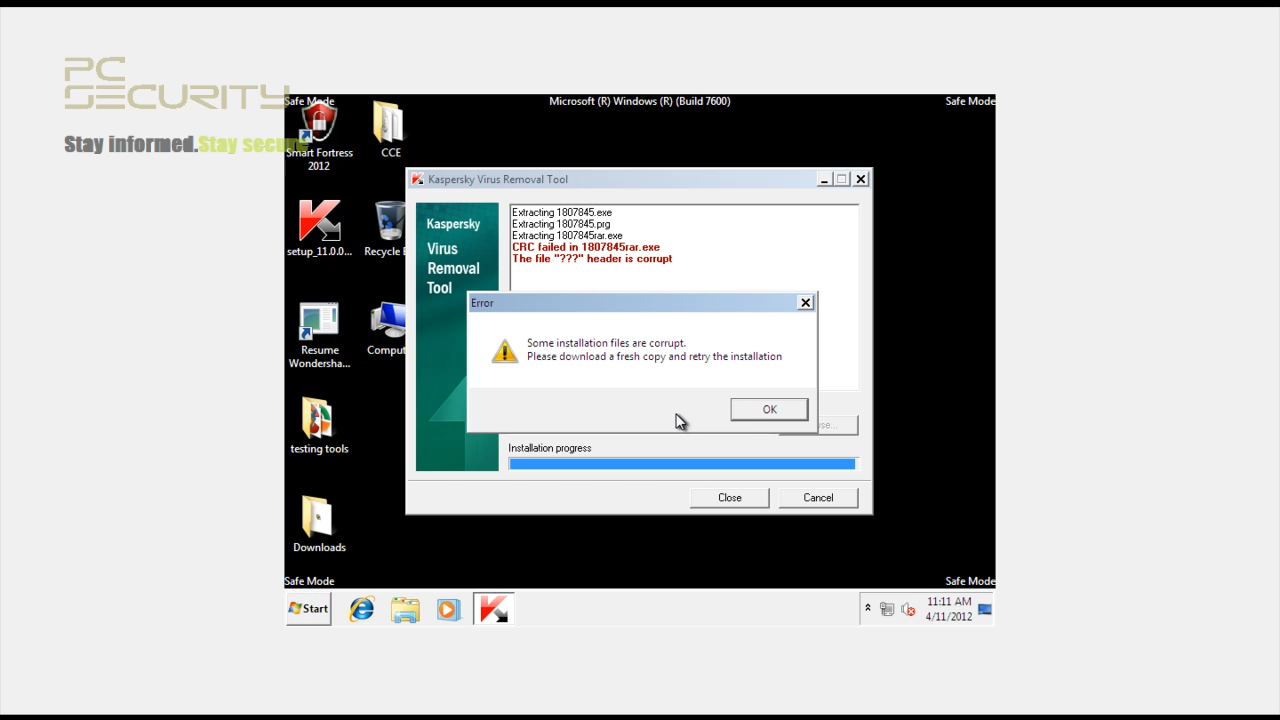 PC
SECURITY
Stay informed.Stay secure
Safe Mode
Microsoft (R) Windows (R) (Build 7600)
Safe Mode
Smart Fortress
2012
CCE
setup_11.0.0...
Recycle
Resume
Wondersha...
Comput
testing tools
Downloads
Kaspersky Virus Removal Tool
Kaspersky
Virus
Removal
Tool
Extracting 1807845.exe
Extracting 1807845.prg
Extracting 1807845rar.exe
CRC failed in 1807845rar.exe
The file "???" header is corrupt
Error
Some installation files are corrupt.
Please download a fresh copy and retry the installation
OK
Installation progress
Close
Cancel
Safe Mode
Safe Mode
Start
11:11 AM
4/11/2012